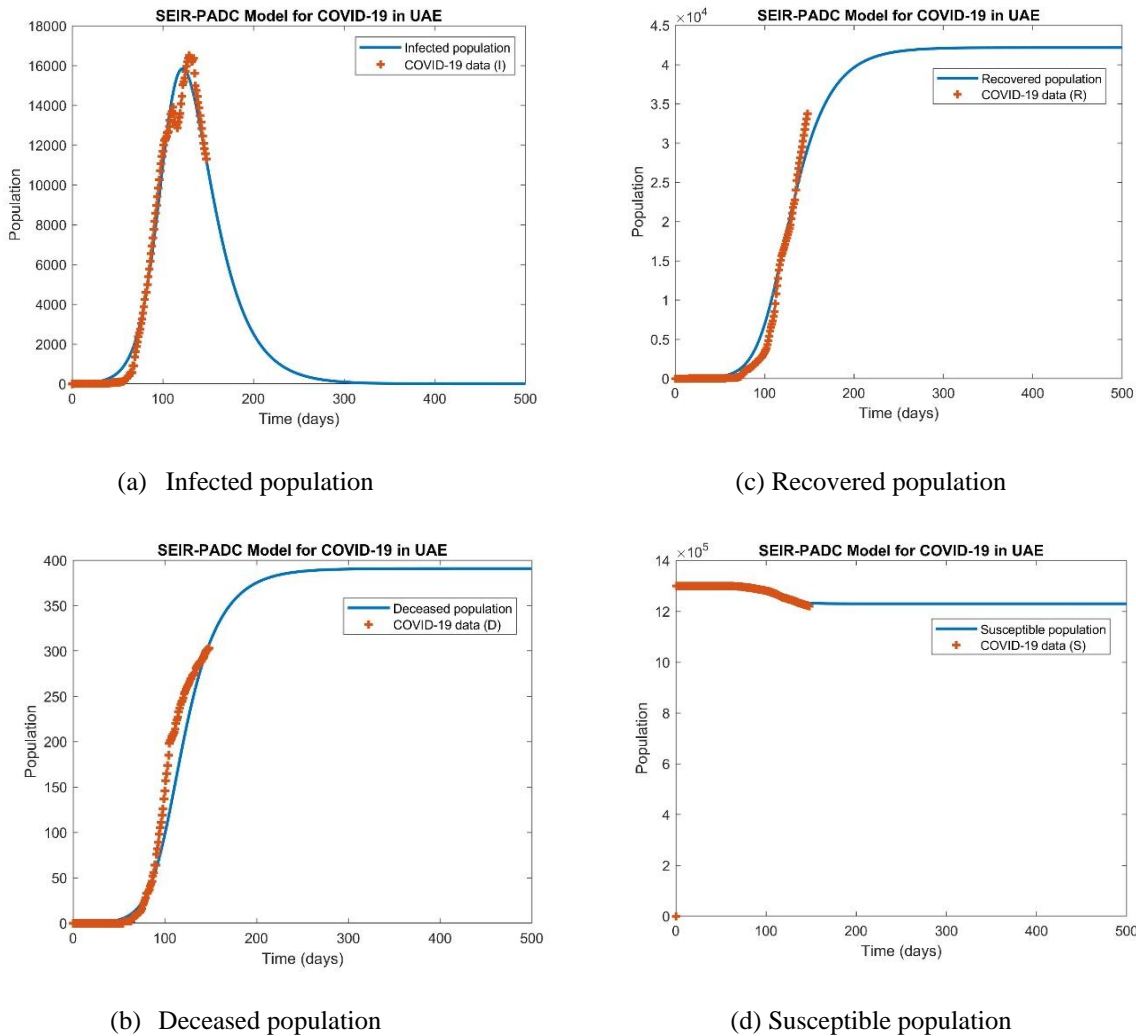 SEIR-PADC Model for COVID-19 in UAE
18000
16000
14000
12000
10000
8000
6000
4000
2000
0
Population
Infected population
COVID-19 data (I)
0 100 200 300 400 500
Time (days)
(a) Infected population
SEIR-PADC Model for COVID-19 in UAE
×10⁴
4.5
4
3.5
3
2.5
2
1.5
1
0.5
0
Population
Recovered population
COVID-19 data (R)
0 100 200 300 400 500
Time (days)
(c) Recovered population
SEIR-PADC Model for COVID-19 in UAE
400
350
300
250
200
150
100
50
0
Population
Deceased population
COVID-19 data (D)
0 100 200 300 400 500
Time (days)
(b) Deceased population
SEIR-PADC Model for COVID-19 in UAE
×10⁵
14
12
10
8
6
4
2
0
Population
Susceptible population
COVID-19 data (S)
0 100 200 300 400 500
Time (days)
(d) Susceptible population